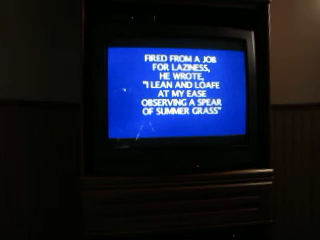 FIRED FROM A JOB
FOR LAZINESS,
HE WROTE,
"I LEAN AND LOAFE
AT MY EASE
OBSERVING A SPEAR
OF SUMMER GRASS"